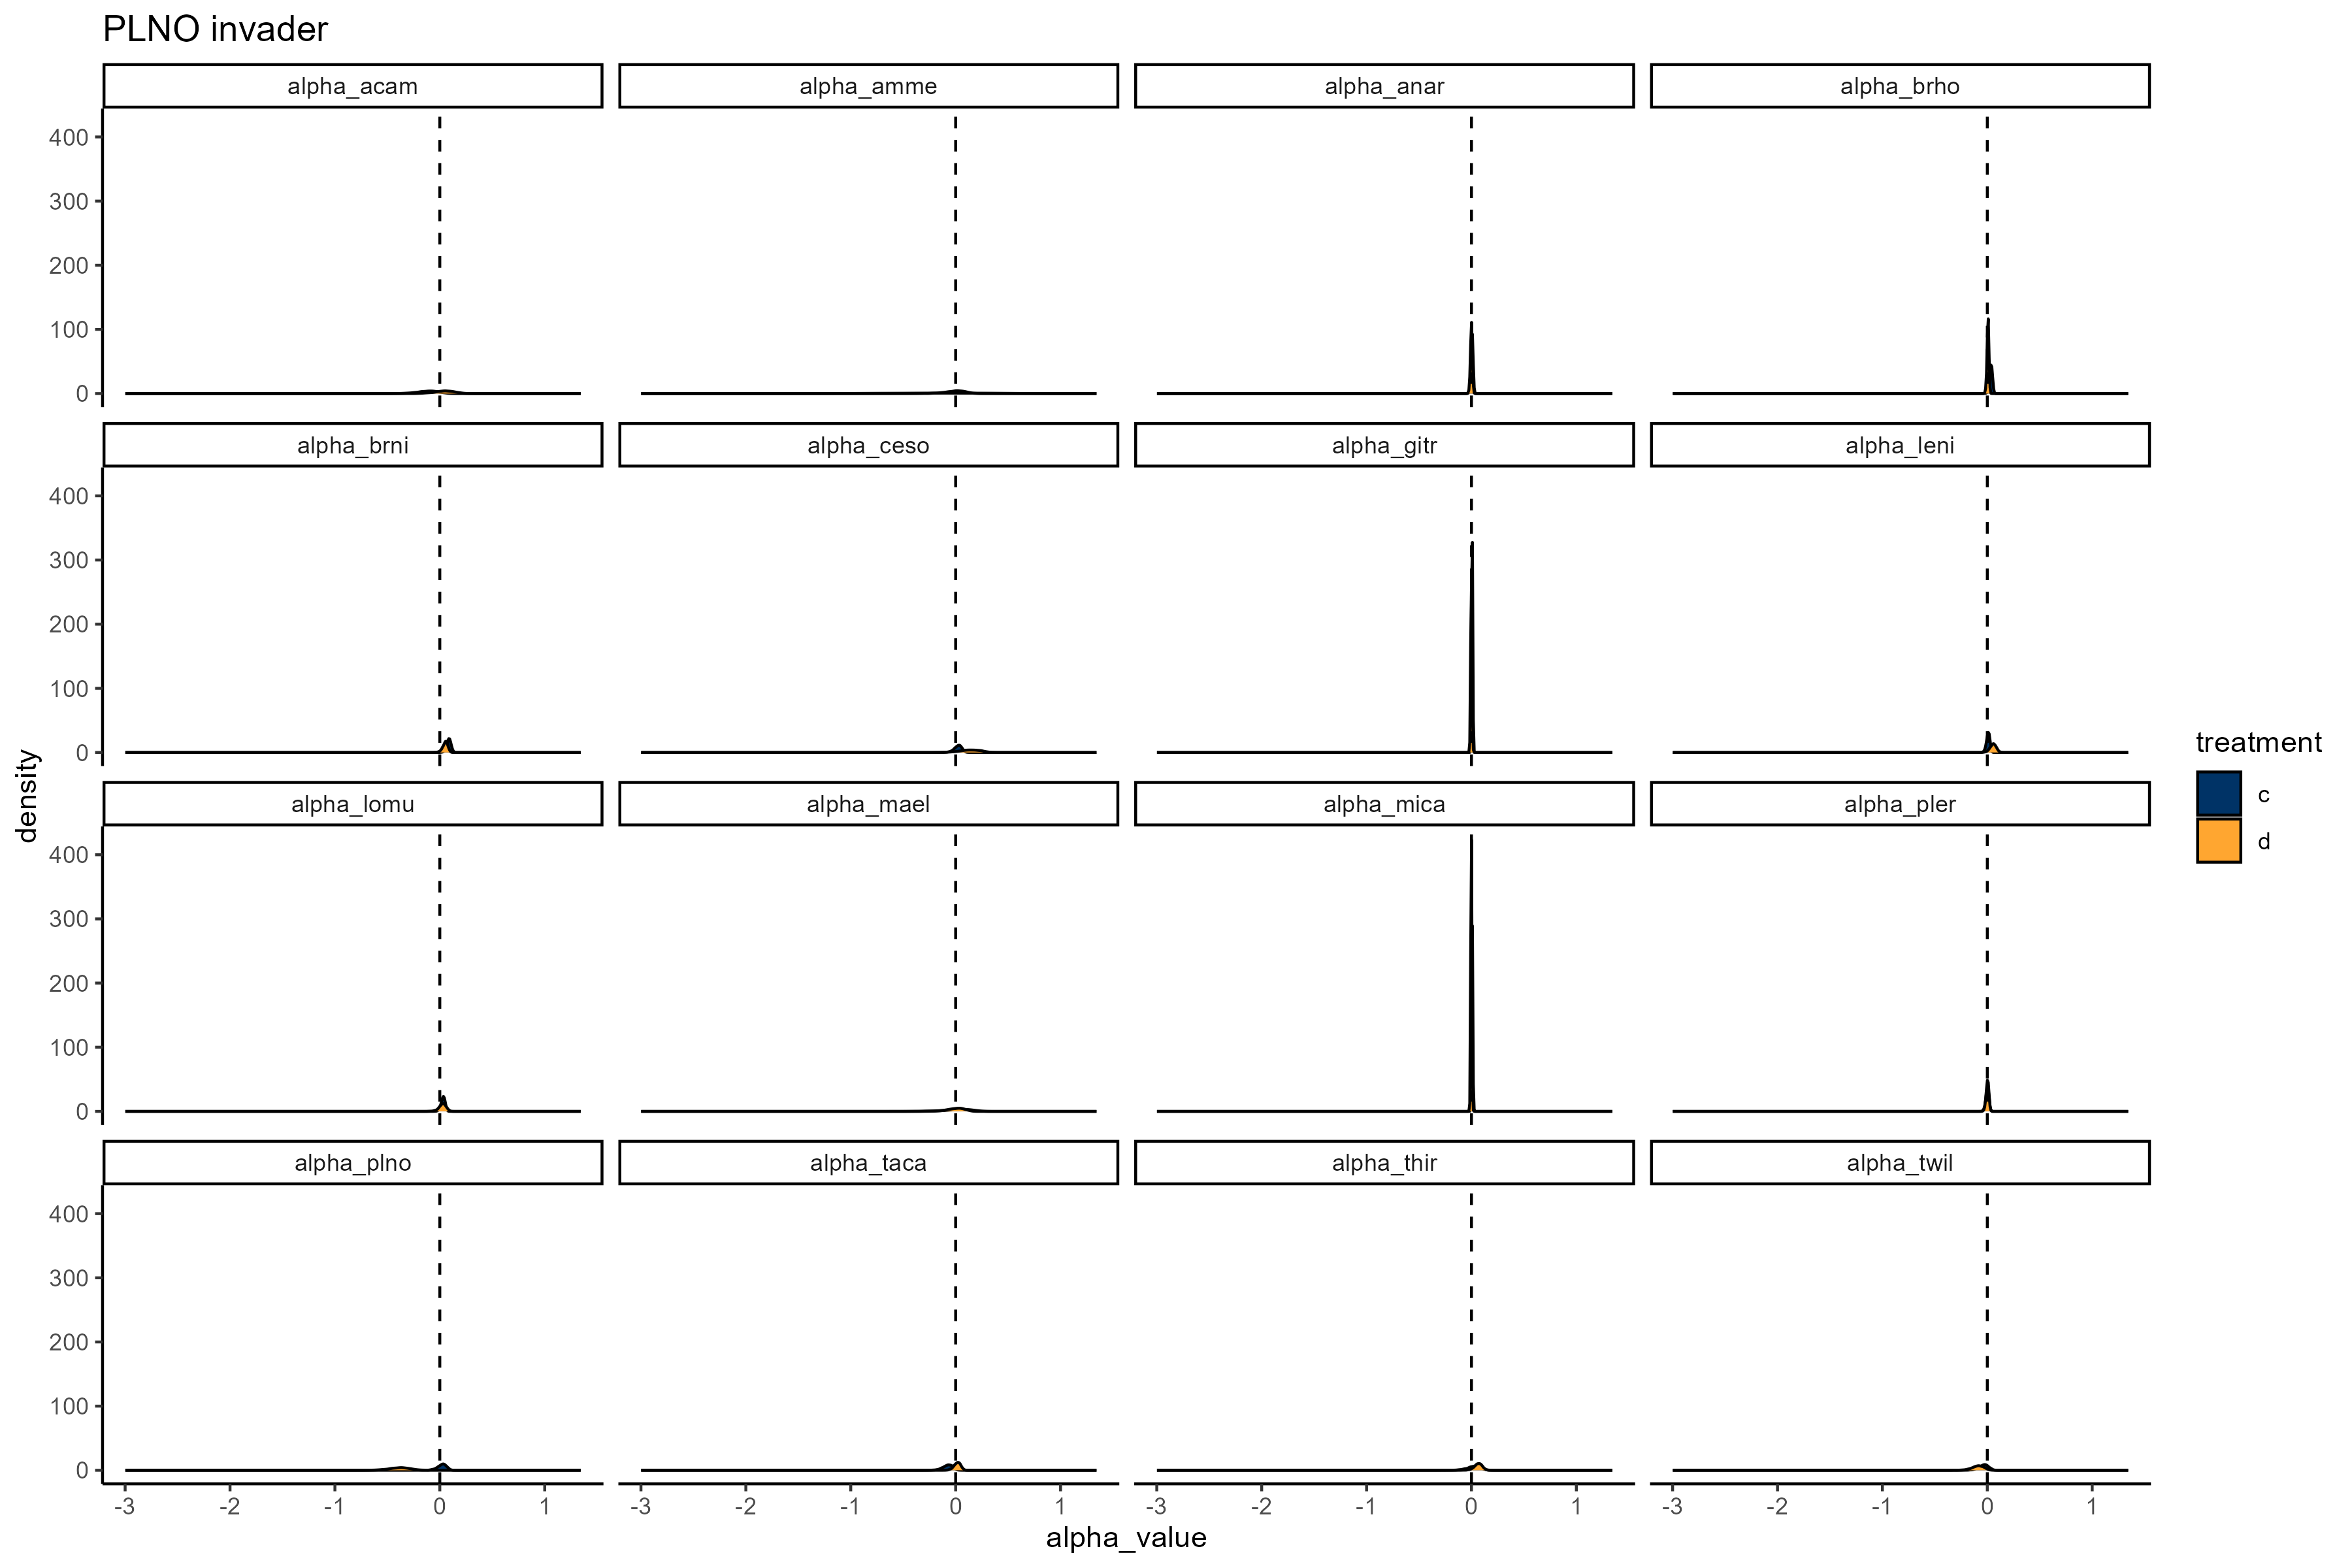 PLNO invader
alpha_acam alpha_amme alpha_anar alpha_brho
400
300
200
100
0
alpha_brni alpha_ceso alpha_gitr alpha_leni
400
300
200
100
0
alpha_lomu alpha_mael alpha_mica alpha_pler
400
300
200
100
0
alpha_plno alpha_taca alpha_thir alpha_twil
400
300
200
100
0
-3 -2 -1 0 1 -3 -2 -1 0 1 -3 -2 -1 0 1 -3 -2 -1 0 1
alpha_value
density
treatment
c
d